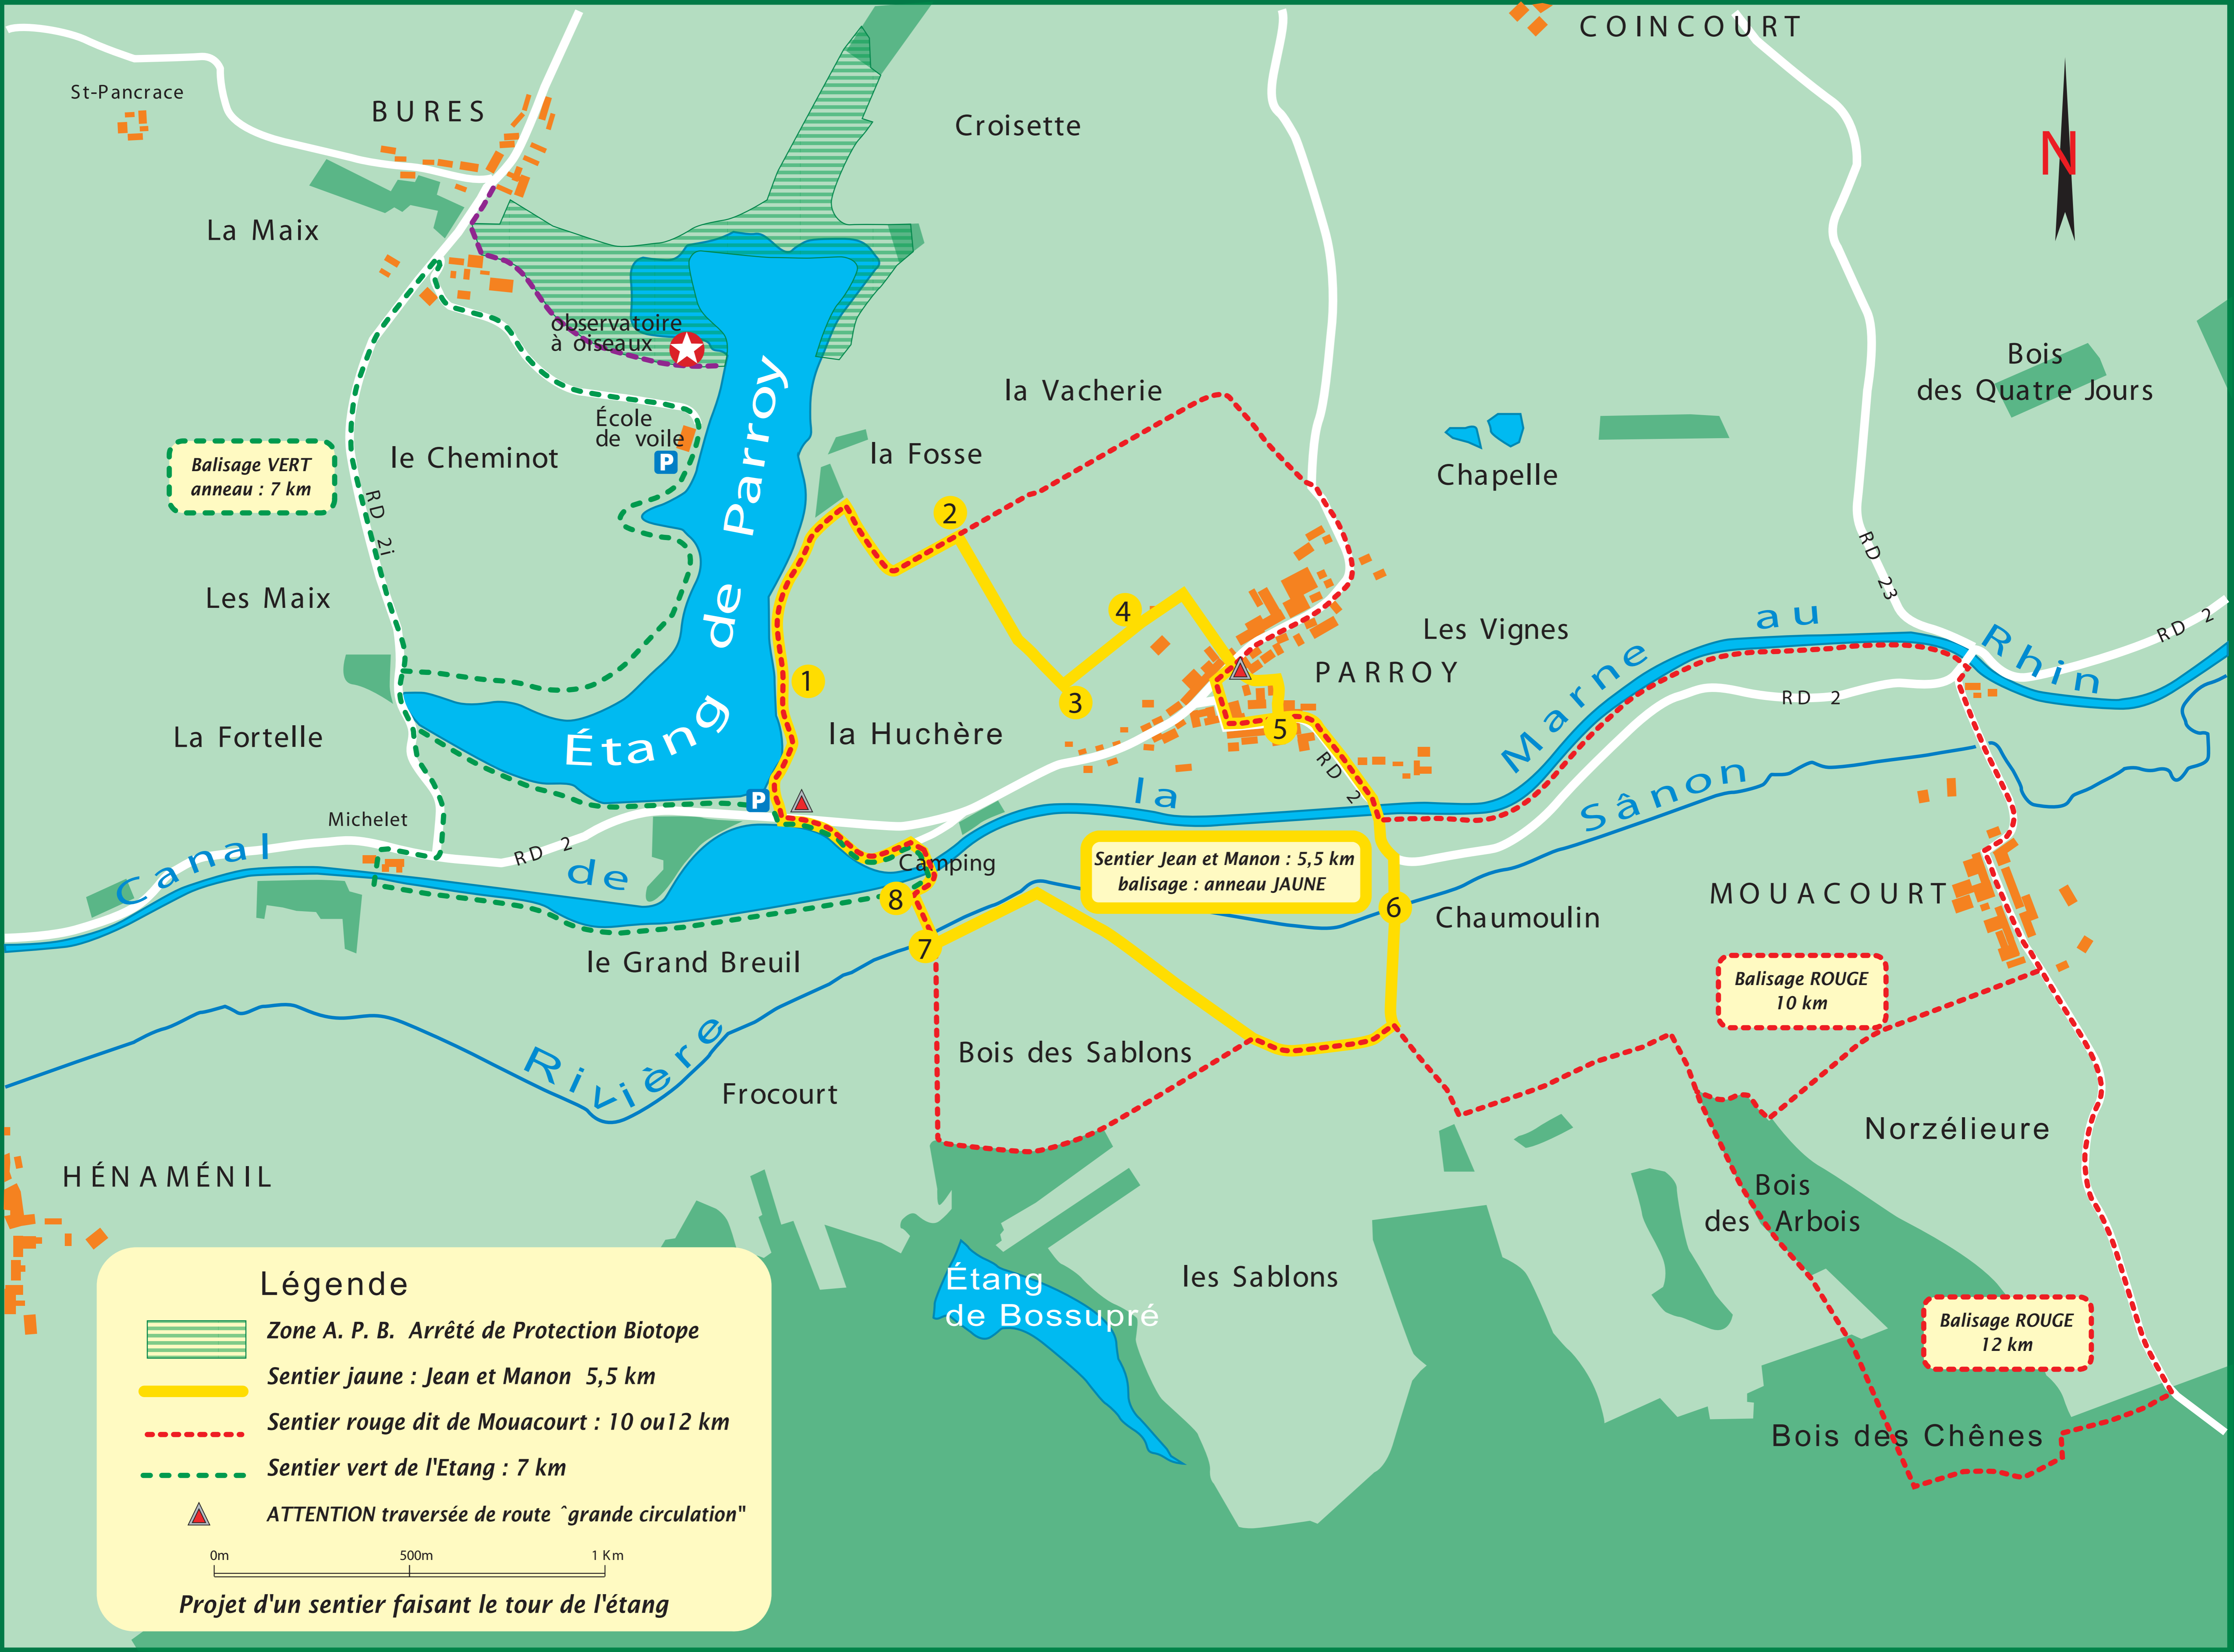 COINCOURT
St-Pancrace
BURES
Croisette
N
La Maix
observatoire
à oiseaux
Bois
des Quatre Jours
la Vacherie
École
de voile
P
Balisage VERT
anneau : 7 km
le Cheminot
la Fosse
Chapelle
RD 2i
2
RD 23
Étang de Parroy
Les Maix
4
Les Vignes
RD 2
1
3
PARROY
RD 2
La Fortelle
la Huchère
5
RD 2
P
Michelet
RD 2
Canal de la Marne au Rhin
Camping
Sentier Jean et Manon : 5,5 km
balisage : anneau JAUNE
8
6
Chaumoulin
MOUACOURT
7
le Grand Breuil
Balisage ROUGE
10 km
Rivière Sânon
Bois des Sablons
Frocourt
Norzélieure
HÉNAMÉNIL
Bois
des Arbois
Étang
de Bossupré
les Sablons
Balisage ROUGE
12 km
Bois des Chênes
Légende
Zone A. P. B. Arrêté de Protection Biotope
Sentier jaune : Jean et Manon 5,5 km
Sentier rouge dit de Mouacourt : 10 ou12 km
Sentier vert de l'Etang : 7 km
ATTENTION traversée de route ˆgrande circulation"
0m 500m 1 Km
Projet d'un sentier faisant le tour de l'étang